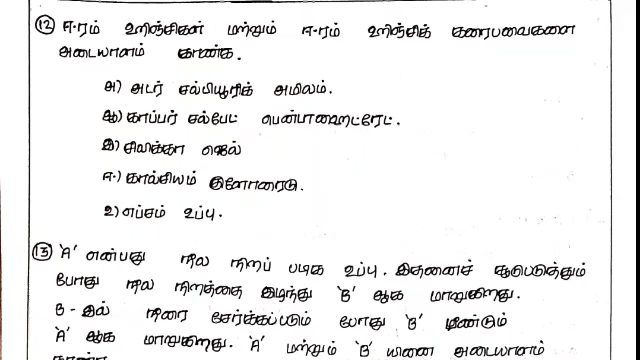 12) ஈரம் உறிஞ்சிகள் மற்றும் ஈரம் உறிஞ்சிக் கரைபவைகளை
அடையாளம் காண்க.
அ) அடர் சல்பியூரிக் அமிலம்.
ஆ) காப்பர் சல்பேட் பென்டாஹைட்ரேட்.
இ) சிலிக்கா ஜெல்
ஈ) கால்சியம் குளோரைடு.
உ) எப்சம் உப்பு.
13) 'A' என்பது நீல நிறப் படிக உப்பு. இதனைச் சூடுபடுத்தும்
போது நீல நிறத்தை இழந்து 'B' ஆக மாறுகிறது.
B - இல் நீரை சேர்க்கப்படும் போது 'B' மீண்டும்
'A' ஆக மாறுகிறது. 'A' மற்றும் 'B' யினை அடையாளம்
காண்க